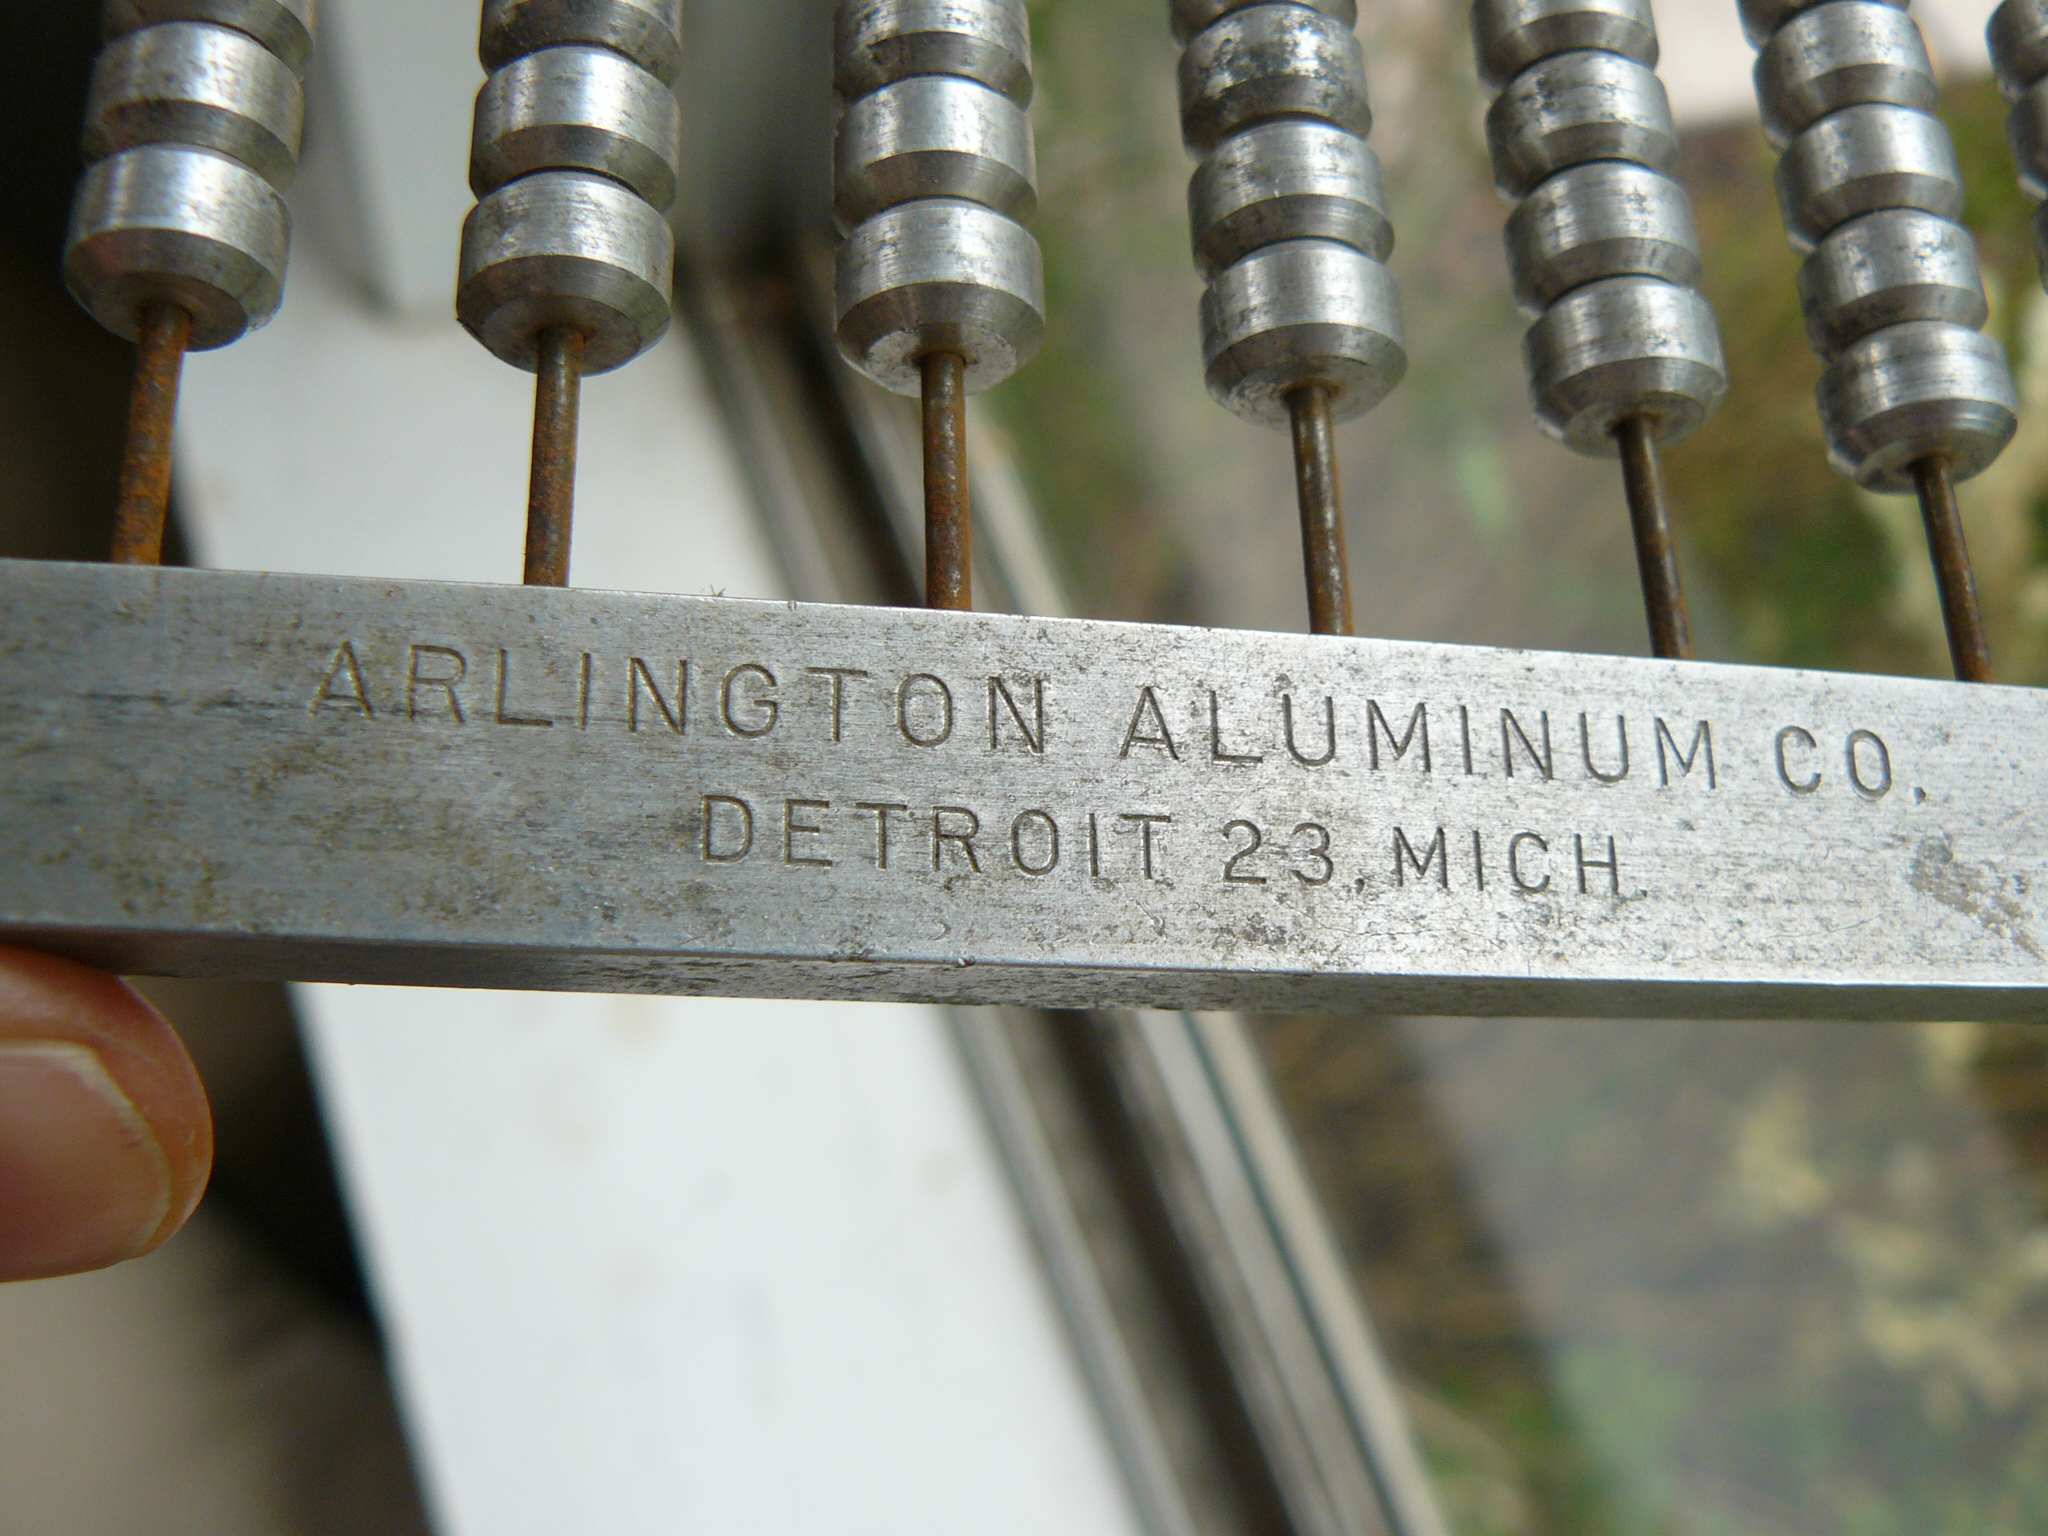 ARLINGTON ALUMINUM CO.
DETROIT 23, MICH.